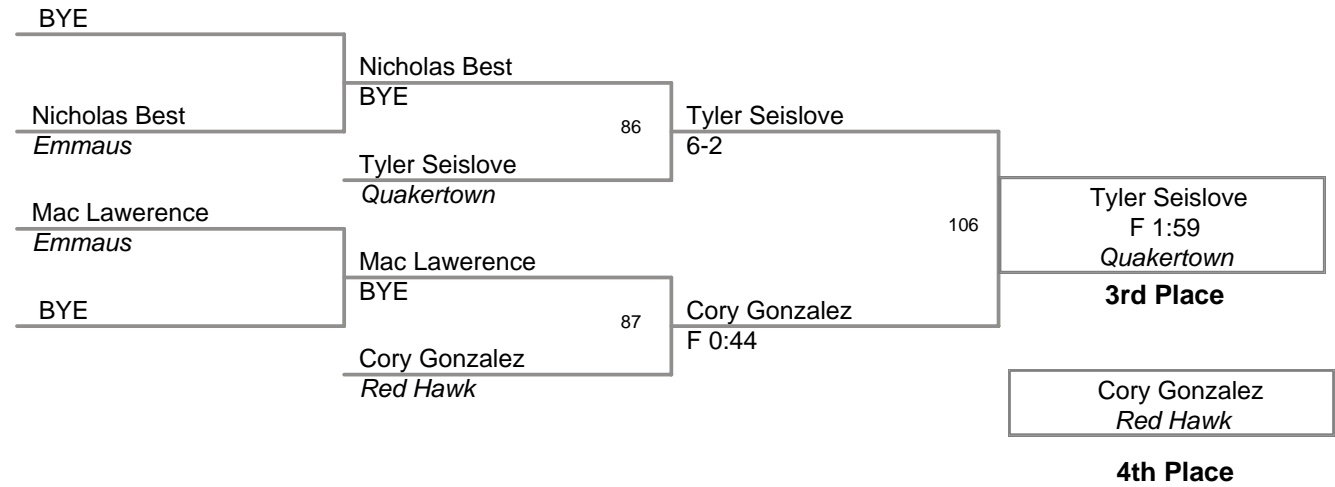 BYE
Nicholas Best
BYE
Nicholas Best
Emmaus
86
Tyler Seislove
6-2
Tyler Seislove
Quakertown
Mac Lawerence
Emmaus
106
Tyler Seislove
F 1:59
Quakertown
3rd Place
Mac Lawerence
BYE
BYE
87
Cory Gonzalez
F 0:44
Cory Gonzalez
Red Hawk
Cory Gonzalez
Red Hawk
4th Place